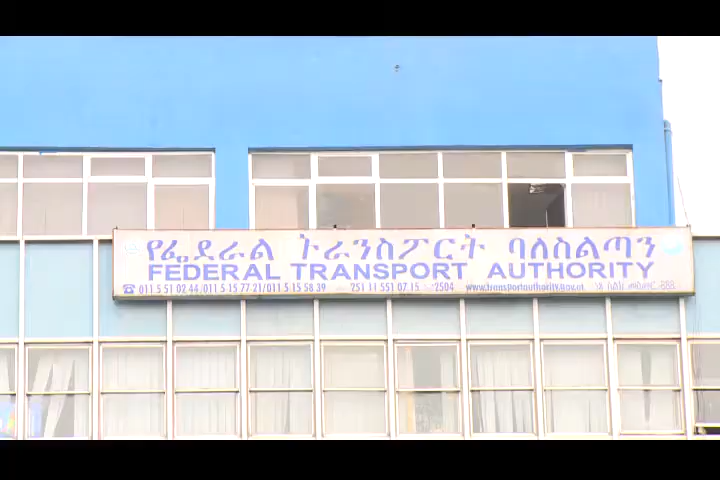 የፌደራል ትራንስፖርት ባለስልጣን
FEDERAL TRANSPORT AUTHORITY
☎ 011 5 51 02 44/011 5 15 77 21/011 5 15 58 39 251 11 551 07 15 2504 www.transportauthority.gov.et